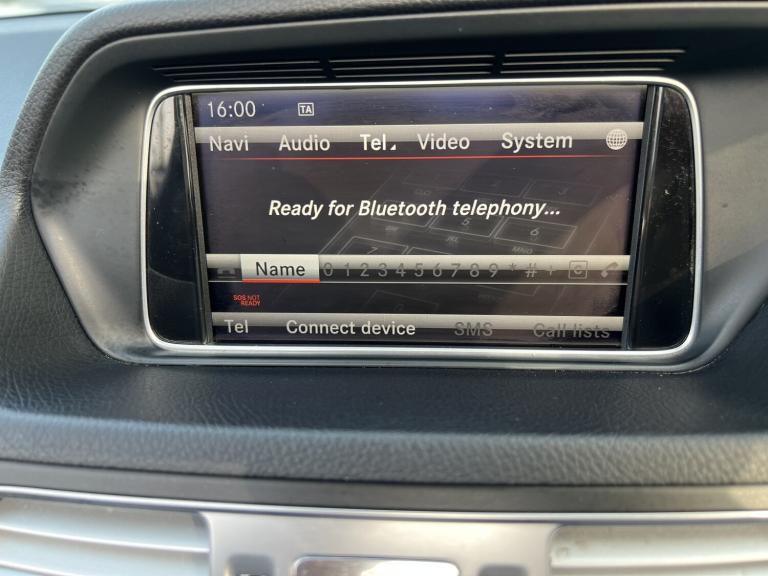 16:00 TA
Navi Audio Tel Video System
Ready for Bluetooth telephony...
Name 0 1 2 3 4 5 6 7 8 9 * # + C
SOS NOT
READY
Tel Connect device SMS Call lists